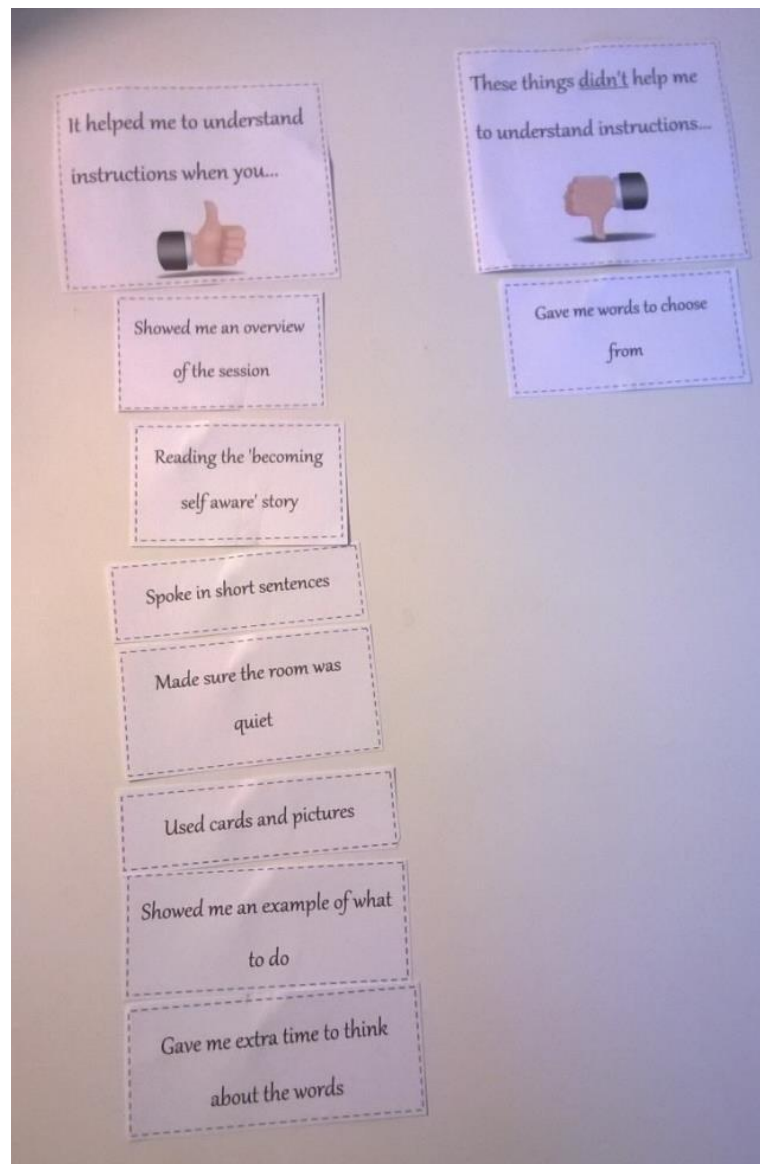 It helped me to understand
instructions when you...
Showed me an overview
of the session
Reading the 'becoming
self aware' story
Spoke in short sentences
Made sure the room was
quiet
Used cards and pictures
Showed me an example of what
to do
Gave me extra time to think
about the words
These things didn't help me
to understand instructions...
Gave me words to choose
from